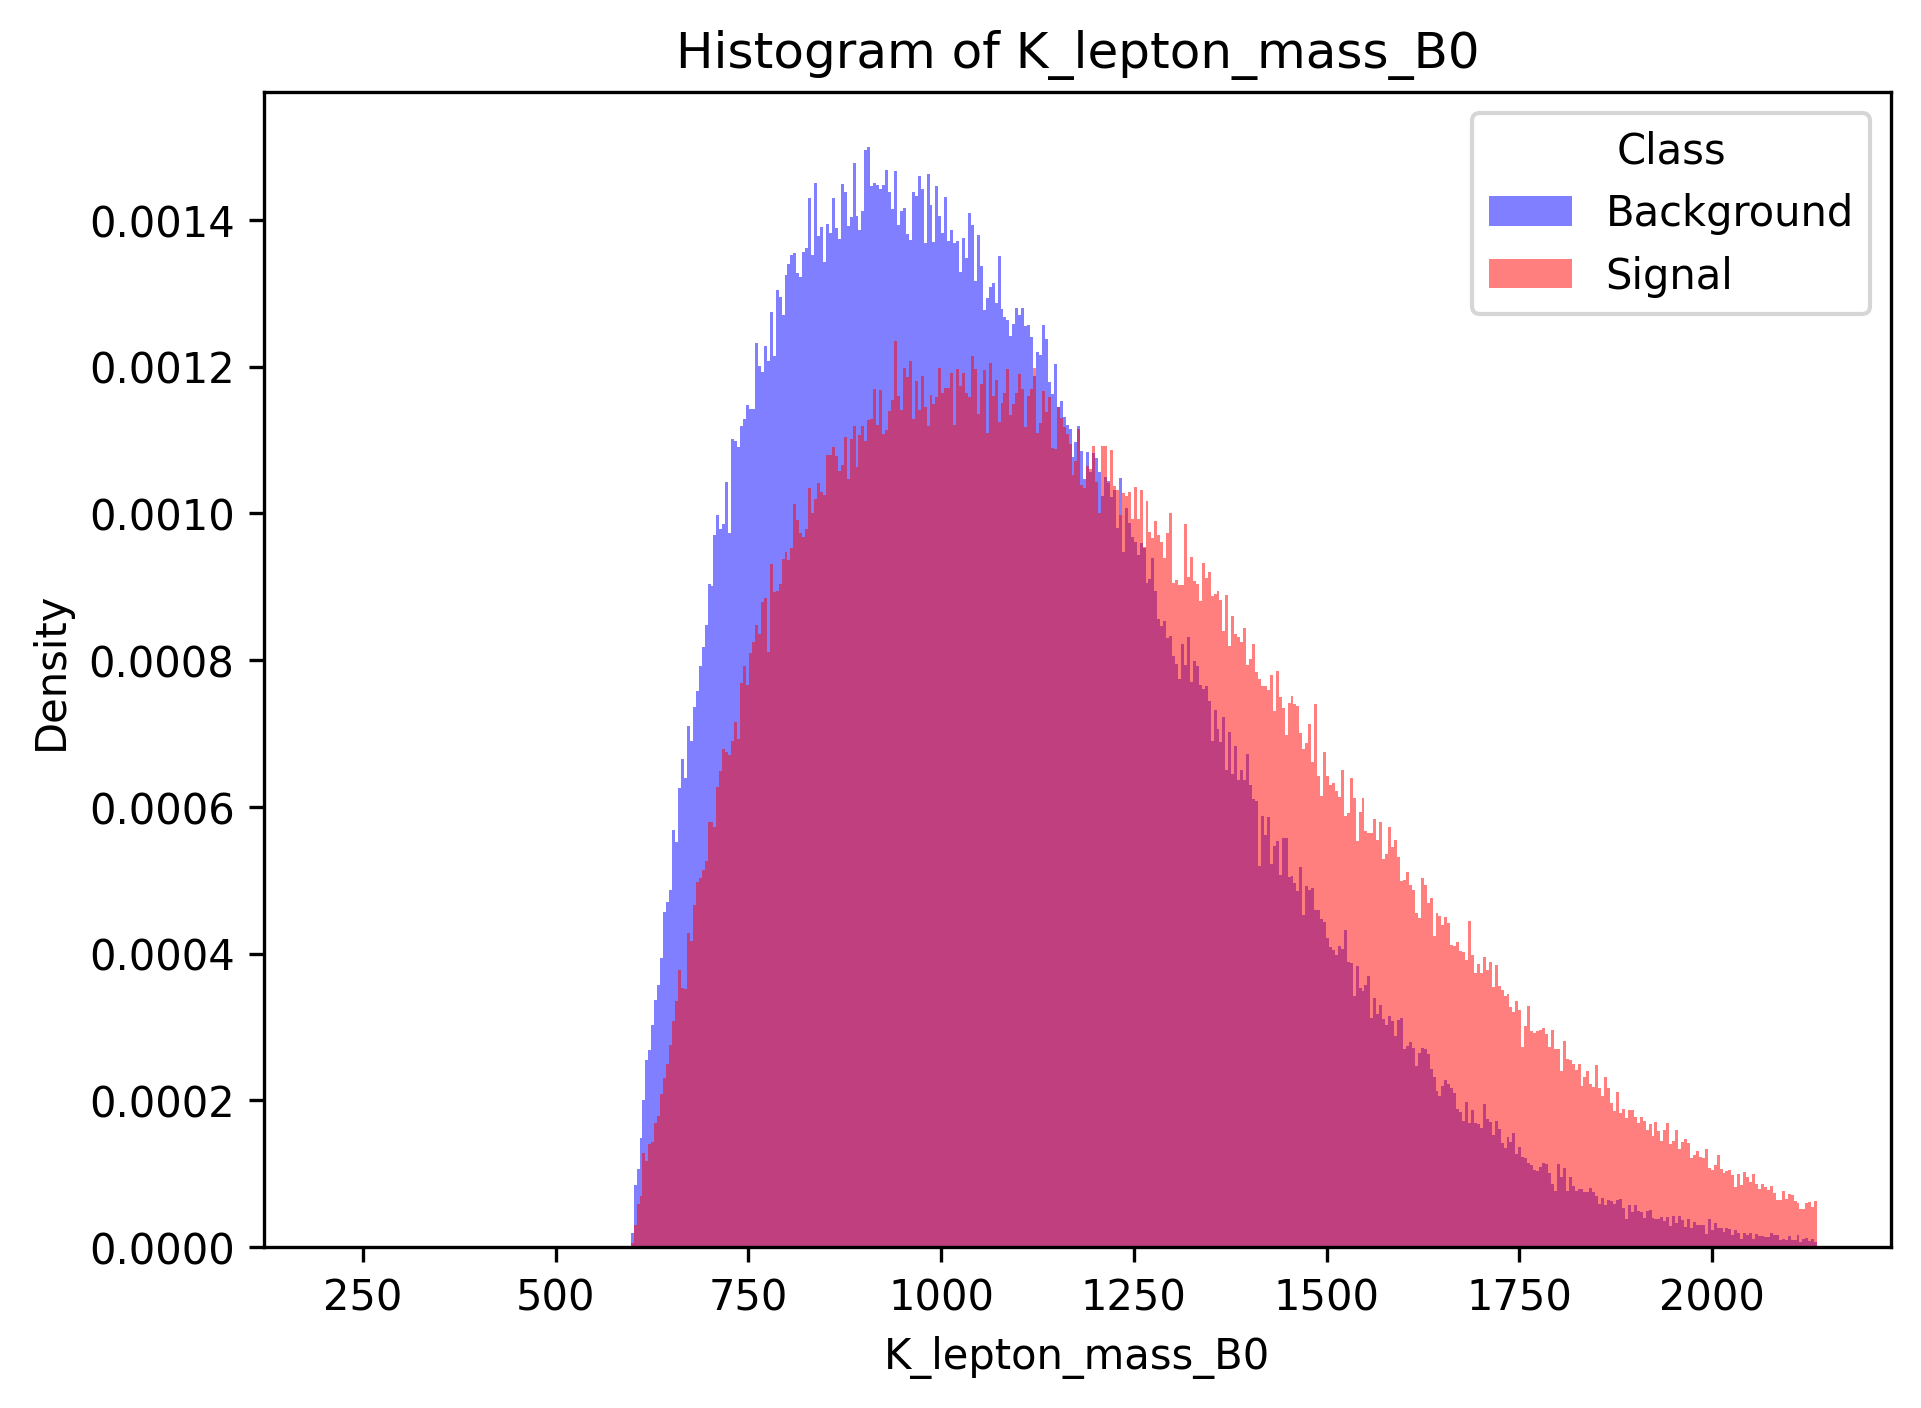 Histogram of K_lepton_mass_B0
Class
Background
Signal
Density
0.0014
0.0012
0.0010
0.0008
0.0006
0.0004
0.0002
0.0000
250 500 750 1000 1250 1500 1750 2000
K_lepton_mass_B0